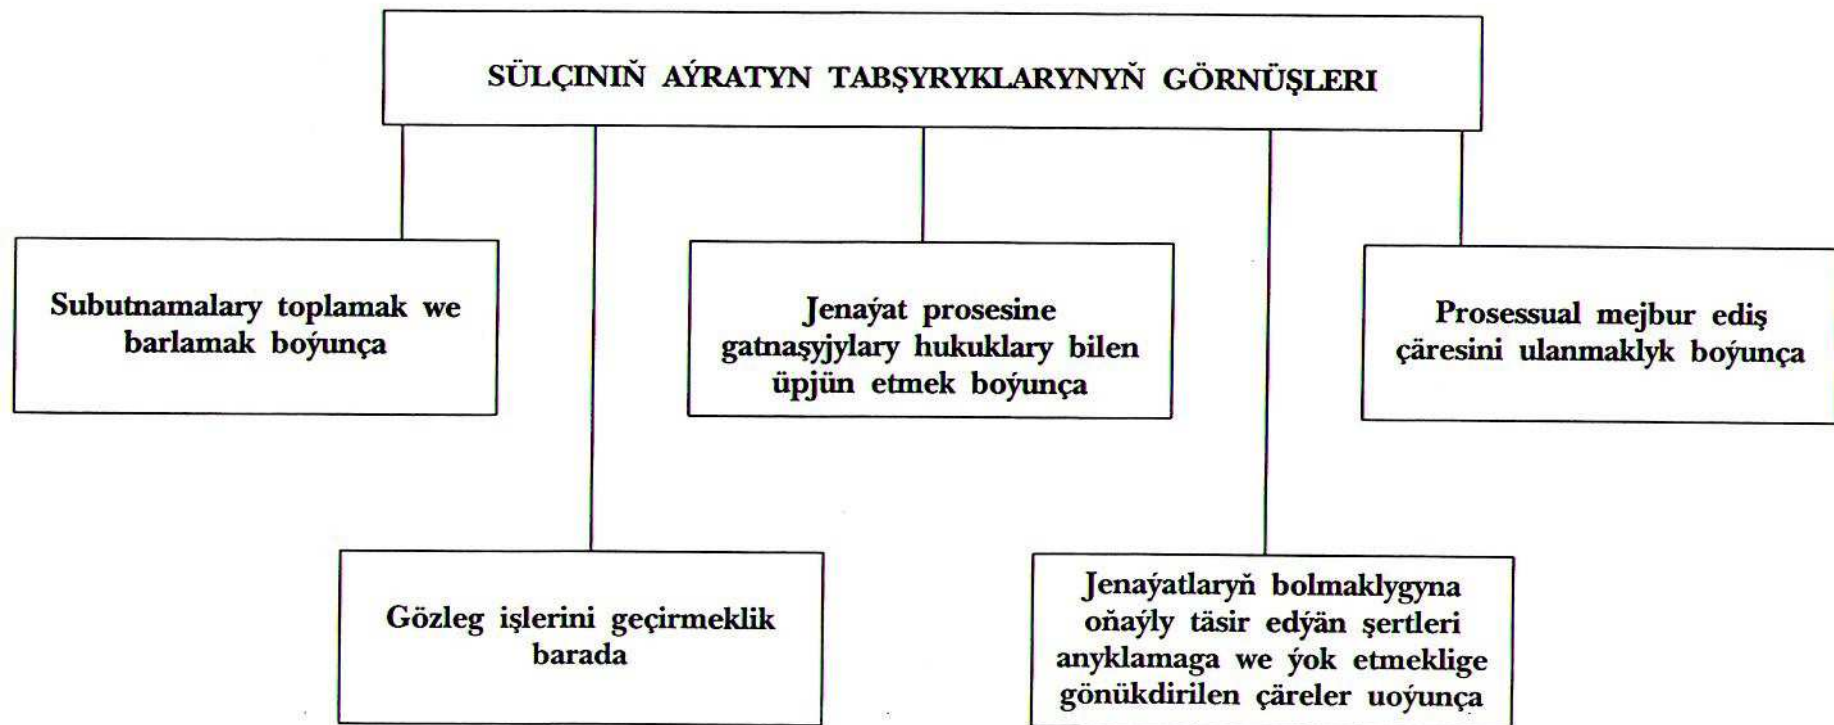 SÜLÇINIŇ AÝRATYN TABŞYRYKLARYNYŇ GÖRNÜŞLERI
Subutnamalary toplamak we
barlamak boýunça
Jenaýat prosesine
gatnaşyjylary hukuklary bilen
üpjün etmek boýunça
Prosessual mejbur ediş
çäresini ulanmaklyk boýunça
Gözleg işlerini geçirmeklik
barada
Jenaýatlaryň bolmaklygyna
oňaýly täsir edýän şertleri
anyklamaga we ýok etmeklige
gönükdirilen çäreler uoýunça